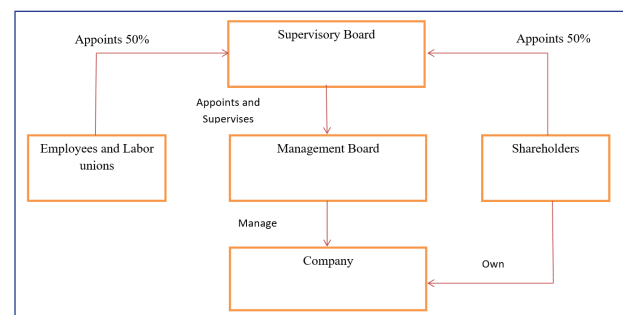 Appoints 50%
Supervisory Board
Appoints 50%
Appoints and
Supervises
Employees and Labor
unions
Management Board
Shareholders
Manage
Company
Own